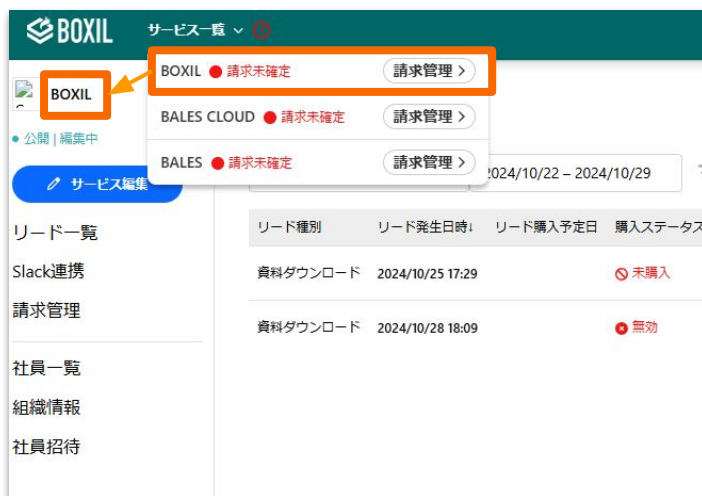 BOXIL サービス一覧
BOXIL 請求未確定 請求管理
BALES CLOUD 請求未確定 請求管理
BALES 請求未確定 請求管理
BOXIL
公開 | 編集中
サービス編集
リード一覧
Slack連携
請求管理
社員一覧
組織情報
社員招待
2024/10/22 – 2024/10/29
リード種別 リード発生日時↓ リード購入予定日 購入ステータス
資料ダウンロード 2024/10/25 17:29 未購入
資料ダウンロード 2024/10/28 18:09 無効